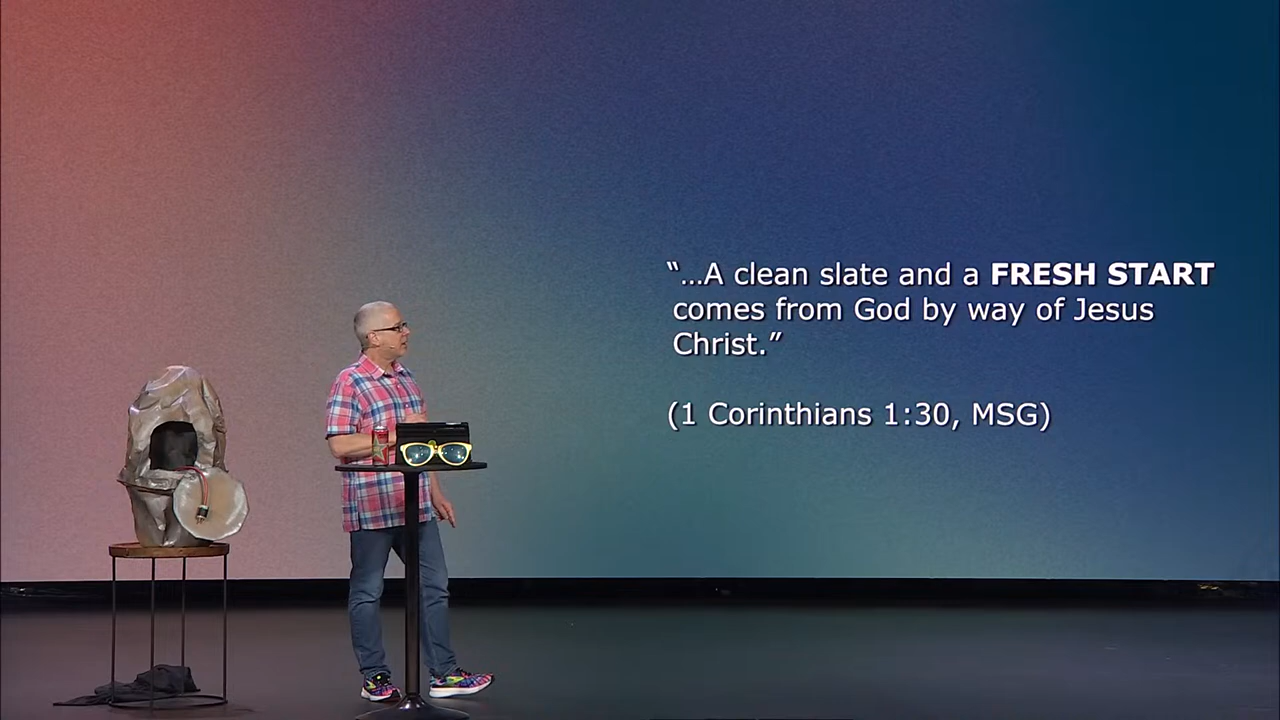 “...A clean slate and a FRESH START
comes from God by way of Jesus
Christ.”
(1 Corinthians 1:30, MSG)